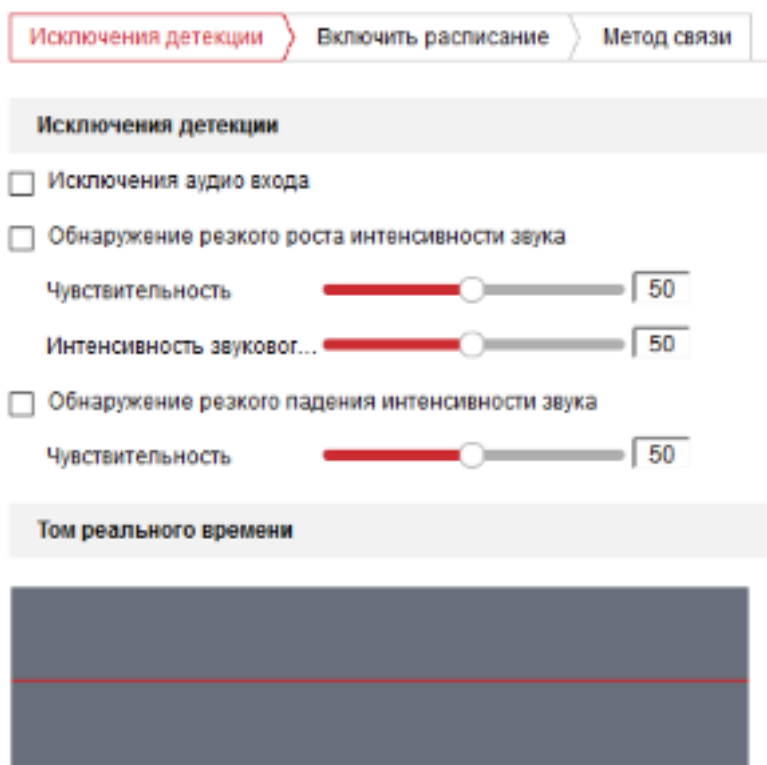 Исключения детекции Включить расписание Метод связи
Исключения детекции
Исключения аудио входа
Обнаружение резкого роста интенсивности звука
Чувствительность 50
Интенсивность звуковог... 50
Обнаружение резкого падения интенсивности звука
Чувствительность 50
Том реального времени